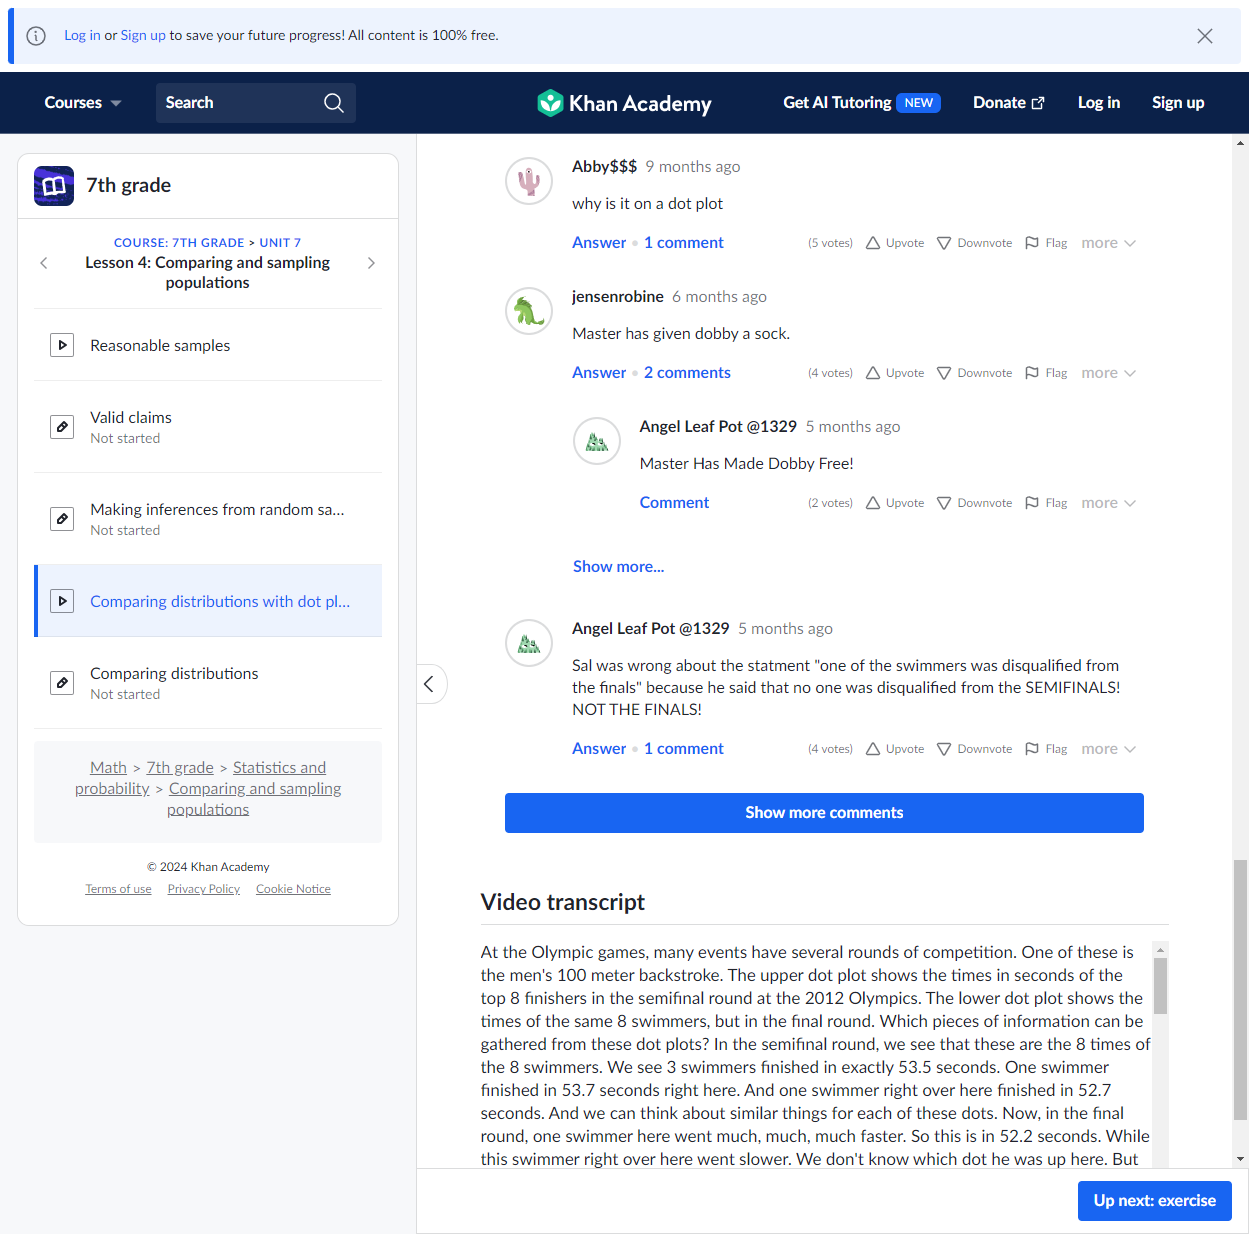 Log in or Sign up to save your future progress! All content is 100% free.
Courses
Search
Khan Academy
Get AI Tutoring NEW
Donate
Log in
Sign up
7th grade
COURSE: 7TH GRADE > UNIT 7
Lesson 4: Comparing and sampling
populations
Reasonable samples
Valid claims
Not started
Making inferences from random sa...
Not started
Comparing distributions with dot pl...
Comparing distributions
Not started
Math > 7th grade > Statistics and
probability > Comparing and sampling
populations
© 2024 Khan Academy
Terms of use Privacy Policy Cookie Notice
Abby$$$ 9 months ago
why is it on a dot plot
Answer • 1 comment (5 votes) Upvote Downvote Flag more
jensenrobine 6 months ago
Master has given dobby a sock.
Answer • 2 comments (4 votes) Upvote Downvote Flag more
Angel Leaf Pot @1329 5 months ago
Master Has Made Dobby Free!
Comment (2 votes) Upvote Downvote Flag more
Show more...
Angel Leaf Pot @1329 5 months ago
Sal was wrong about the statment "one of the swimmers was disqualified from
the finals" because he said that no one was disqualified from the SEMIFINALS!
NOT THE FINALS!
Answer • 1 comment (4 votes) Upvote Downvote Flag more
Show more comments
Video transcript
At the Olympic games, many events have several rounds of competition. One of these is
the men's 100 meter backstroke. The upper dot plot shows the times in seconds of the
top 8 finishers in the semifinal round at the 2012 Olympics. The lower dot plot shows the
times of the same 8 swimmers, but in the final round. Which pieces of information can be
gathered from these dot plots? In the semifinal round, we see that these are the 8 times of
the 8 swimmers. We see 3 swimmers finished in exactly 53.5 seconds. One swimmer
finished in 53.7 seconds right here. And one swimmer right over here finished in 52.7
seconds. And we can think about similar things for each of these dots. Now, in the final
round, one swimmer here went much, much, much faster. So this is in 52.2 seconds. While
this swimmer right over here went slower. We don't know which dot he was up here. But
Up next: exercise